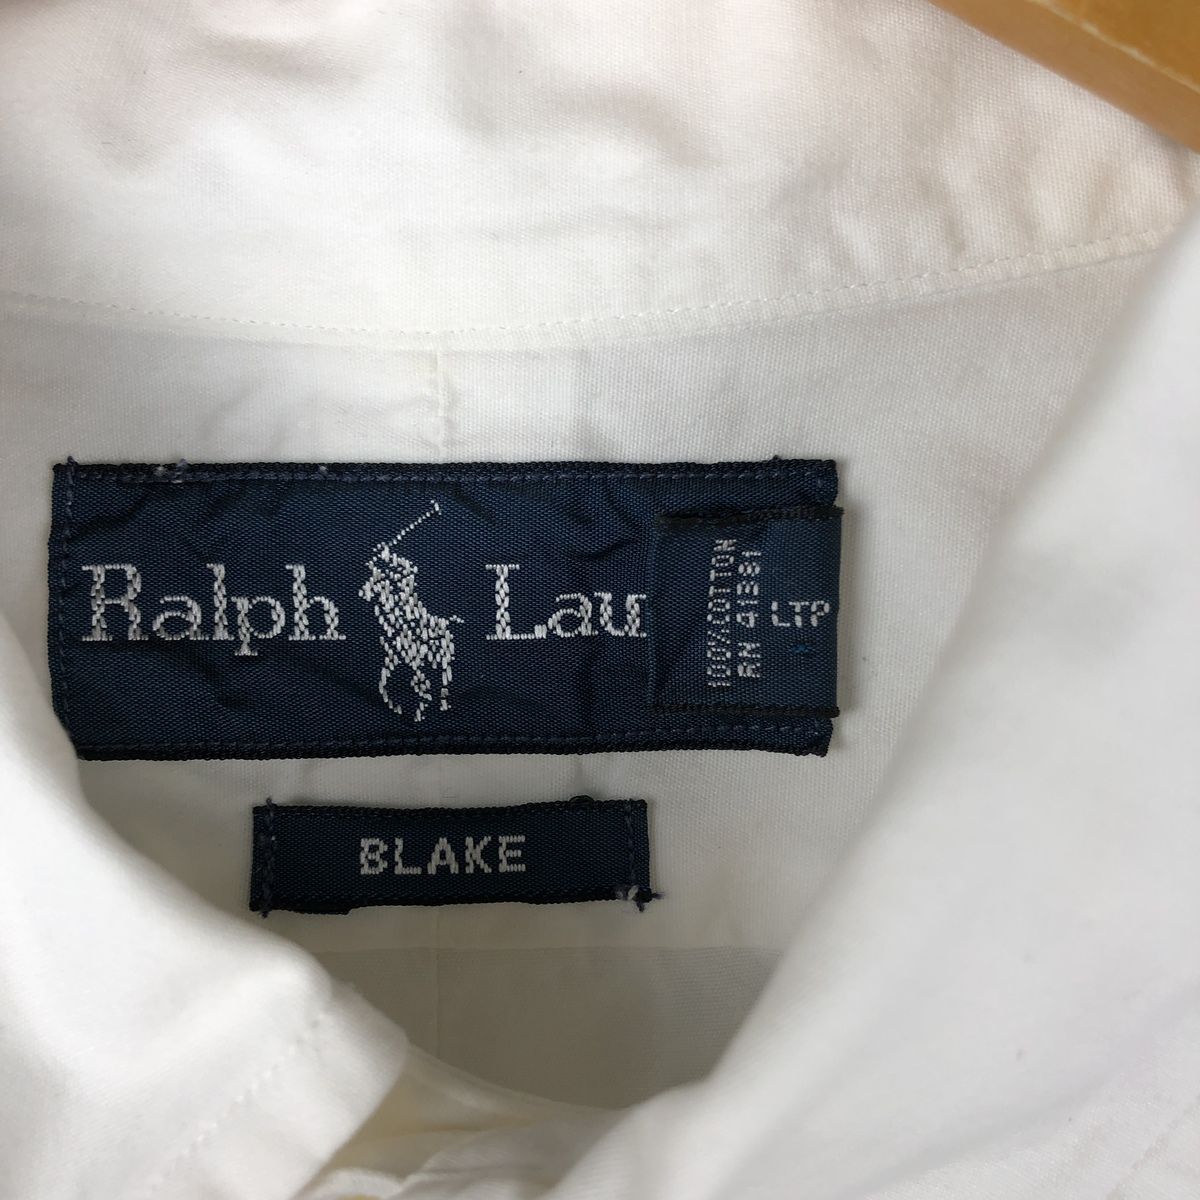 Ralph Lau
100% COTTON
RN 41381
LTP
BLAKE